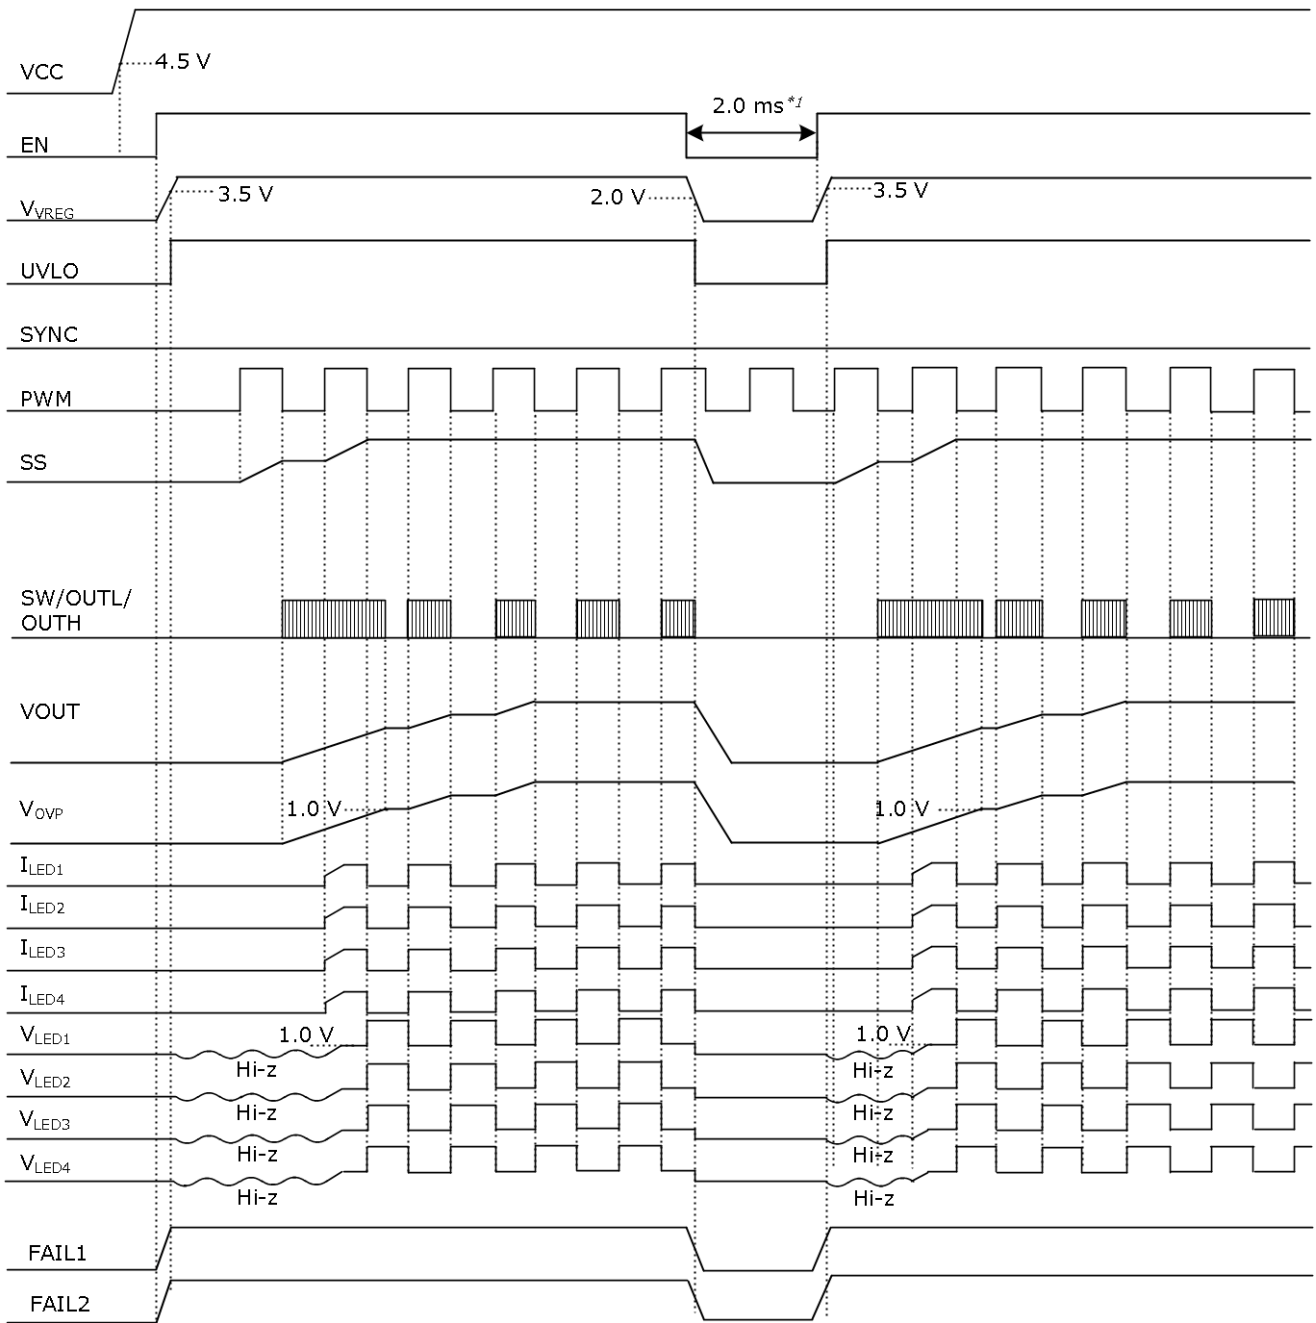 VCC
4.5 V
EN
2.0 ms*1
VVREG
3.5 V
2.0 V
3.5 V
UVLO
SYNC
PWM
SS
SW/OUTL/
OUTH
VOUT
VOVP
1.0 V
1.0 V
ILED1
ILED2
ILED3
ILED4
VLED1
1.0 V
1.0 V
Hi-z
Hi-z
VLED2
Hi-z
Hi-z
VLED3
Hi-z
Hi-z
VLED4
Hi-z
Hi-z
FAIL1
FAIL2